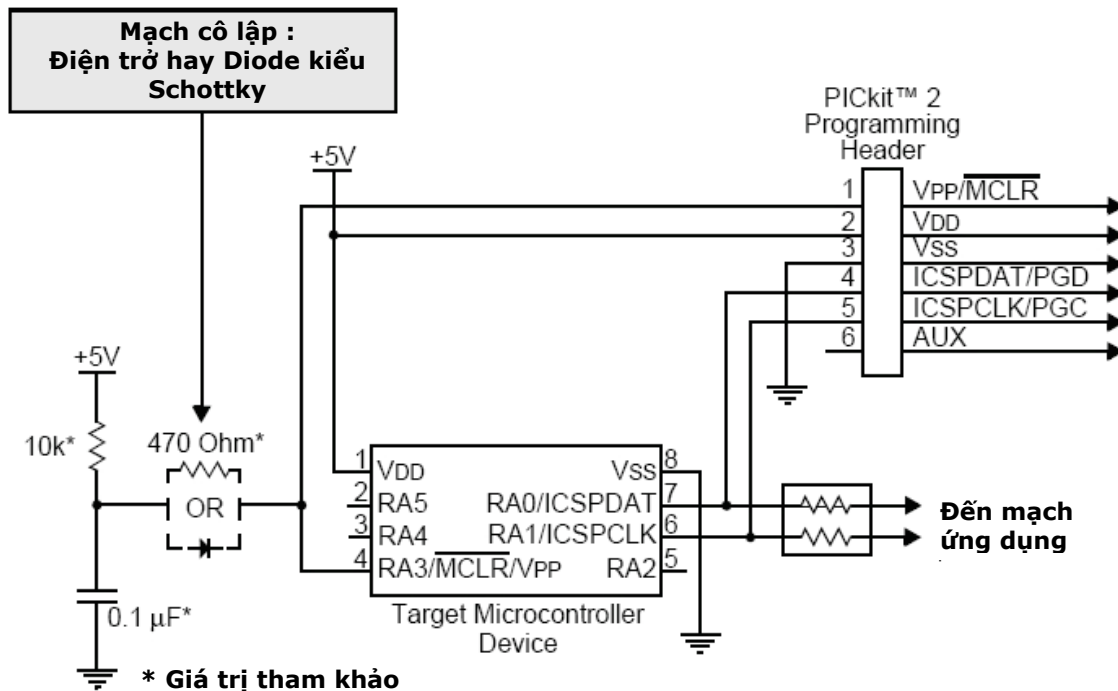 Mạch cô lập :
Điện trở hay Diode kiểu
Schottky
PICkit™ 2
Programming
Header
+5V
1 VPP/MCLR
2 VDD
3 VSS
4 ICSPDAT/PGD
5 ICSPCLK/PGC
6 AUX
+5V
10k*
470 Ohm*
OR
0.1 µF*
1 VDD
2 RA5
3 RA4
4 RA3/MCLR/VPP
VSS 8
RA0/ICSPDAT 7
RA1/ICSPCLK 6
RA2 5
Target Microcontroller
Device
Đến mạch
ứng dụng
* Giá trị tham khảo